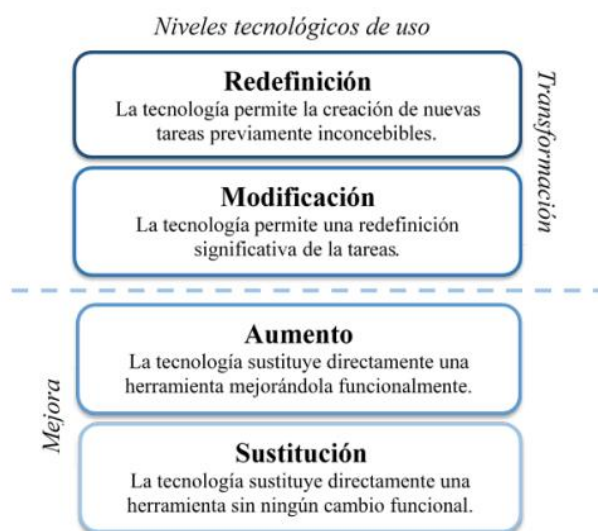 Niveles tecnológicos de uso
Redefinición
La tecnología permite la creación de nuevas
tareas previamente inconcebibles.
Modificación
La tecnología permite una redefinición
significativa de la tareas.
Transformación
Aumento
La tecnología sustituye directamente una
herramienta mejorándola funcionalmente.
Sustitución
La tecnología sustituye directamente una
herramienta sin ningún cambio funcional.
Mejora